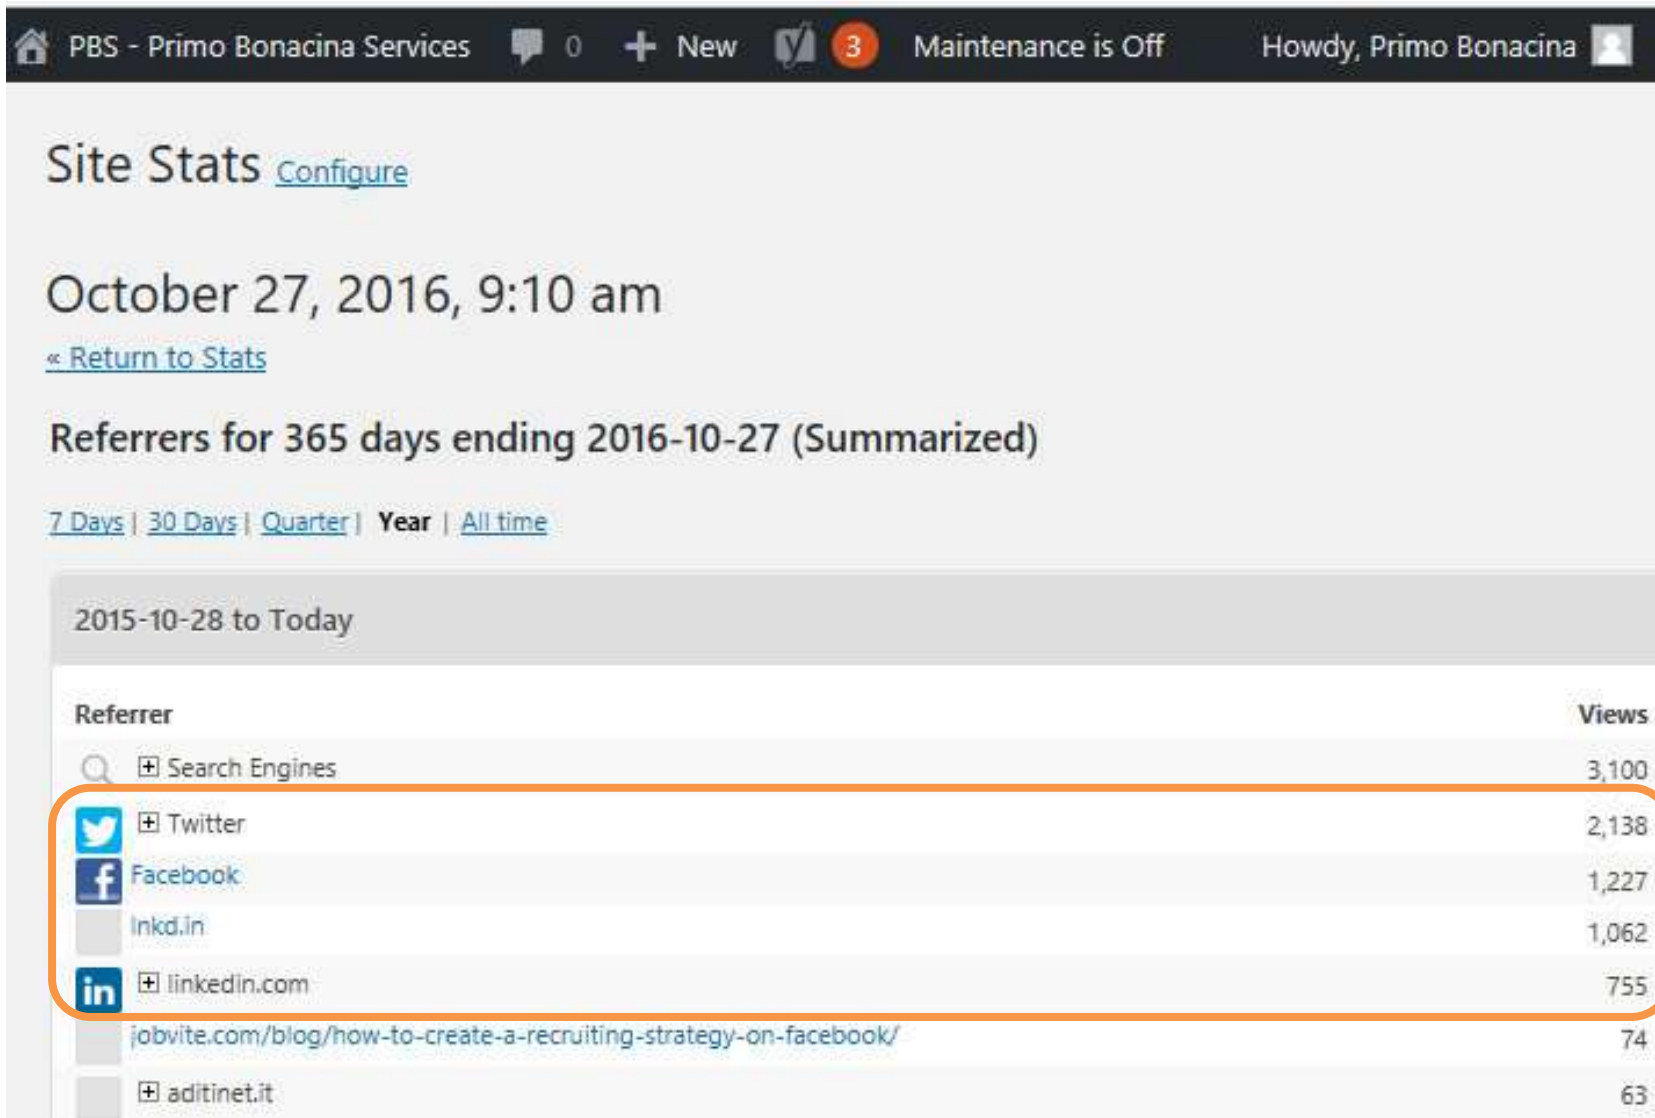 PBS - Primo Bonacina Services 0 + New 3 Maintenance is Off Howdy, Primo Bonacina
Site Stats Configure
October 27, 2016, 9:10 am
« Return to Stats
Referrers for 365 days ending 2016-10-27 (Summarized)
7 Days | 30 Days | Quarter | Year | All time
2015-10-28 to Today
Referrer Views
Search Engines 3,100
Twitter 2,138
Facebook 1,227
lnkd.in 1,062
in linkedin.com 755
jobvite.com/blog/how-to-create-a-recruiting-strategy-on-facebook/ 74
aditinet.it 63